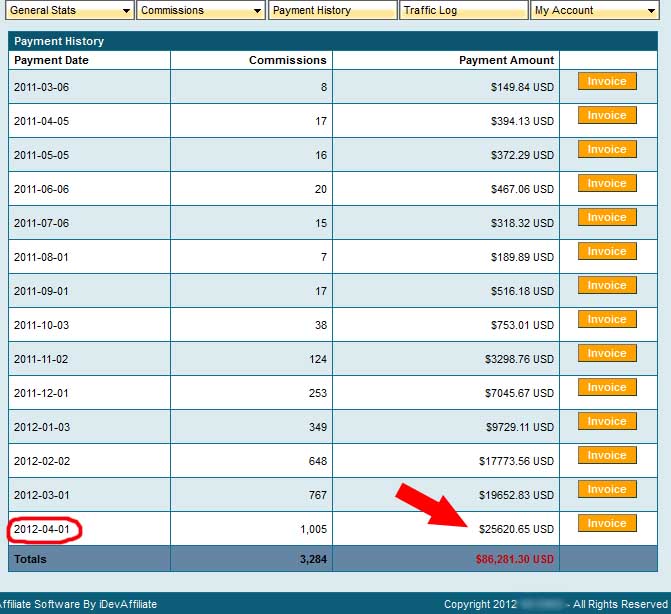 General Stats Commissions Payment History Traffic Log My Account
Payment History
Payment Date Commissions Payment Amount
2011-03-06 8 $149.84 USD Invoice
2011-04-05 17 $394.13 USD Invoice
2011-05-05 16 $372.29 USD Invoice
2011-06-06 20 $467.06 USD Invoice
2011-07-06 15 $318.32 USD Invoice
2011-08-01 7 $189.89 USD Invoice
2011-09-01 17 $516.18 USD Invoice
2011-10-03 38 $753.01 USD Invoice
2011-11-02 124 $3298.76 USD Invoice
2011-12-01 253 $7045.67 USD Invoice
2012-01-03 349 $9729.11 USD Invoice
2012-02-02 648 $17773.56 USD Invoice
2012-03-01 767 $19652.83 USD Invoice
2012-04-01 1,005 $25620.65 USD Invoice
Totals 3,284 $86,281.30 USD
ffiliate Software By iDevAffiliate Copyright 2012 - All Rights Reserved